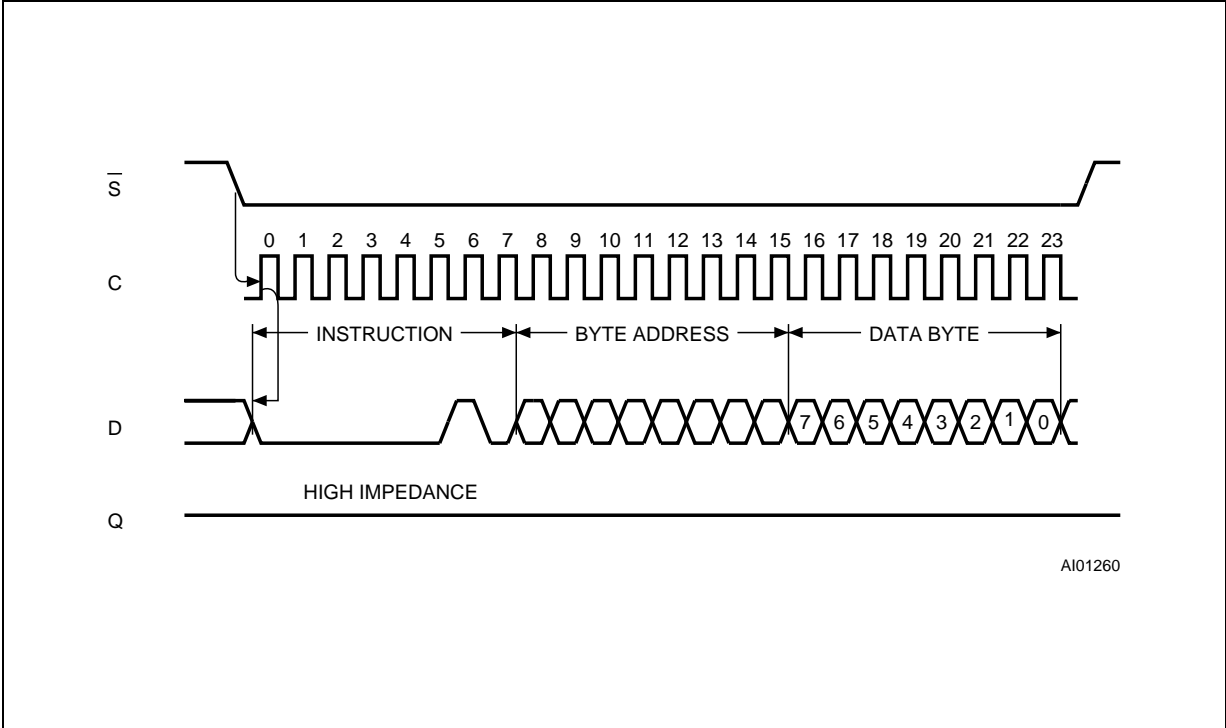 S
0 1 2 3 4 5 6 7 8 9 10 11 12 13 14 15 16 17 18 19 20 21 22 23
C
INSTRUCTION BYTE ADDRESS DATA BYTE
D
7 6 5 4 3 2 1 0
HIGH IMPEDANCE
Q
AI01260